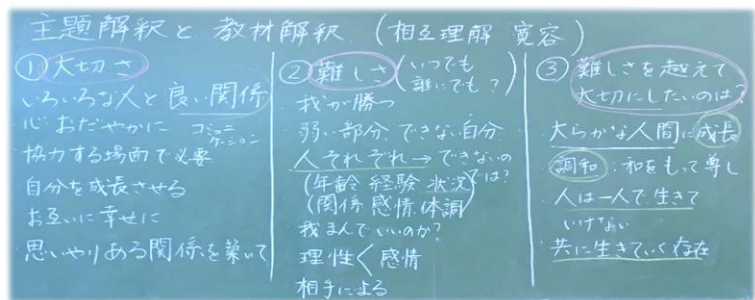 主題解釈と教材解釈 (相互理解 寛容)
① 大切さ
いろいろな人と良い関係
心おだやかに コミュニケーション
協力する場面で必要
自分を成長させる
お互いに幸せに
思いやりある関係を築いて
② 難しさ (いつでも 誰にでも?)
我が勝つ
弱い部分、できない自分
人それぞれ→できないのでは?
(年齢 経験 状況)
(関係 感情 体調)
我まんでいいのか?
理性<感情
相手による
③ 難しさを越えて
大切にしたいのは?
大らかな人間に成長
調和:和をもって尊し
人は一人で生きて
いけない
共に生きていく存在